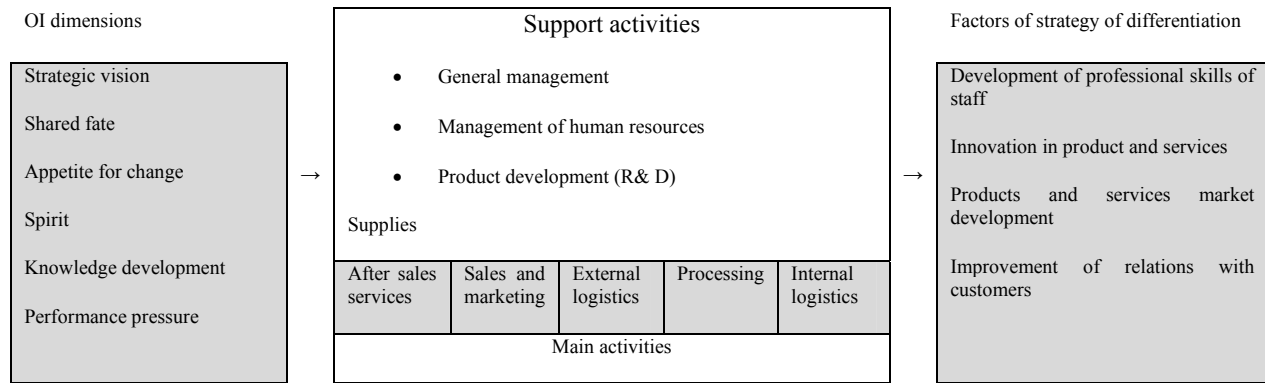 OI dimensions
Strategic vision
Shared fate
Appetite for change
Spirit
Knowledge development
Performance pressure
→
Support activities
• General management
• Management of human resources
• Product development (R& D)
Supplies
After sales
services
Sales and
marketing
External
logistics
Processing
Internal
logistics
Main activities
→
Factors of strategy of differentiation
Development of professional skills of
staff
Innovation in product and services
Products and services market
development
Improvement of relations with
customers